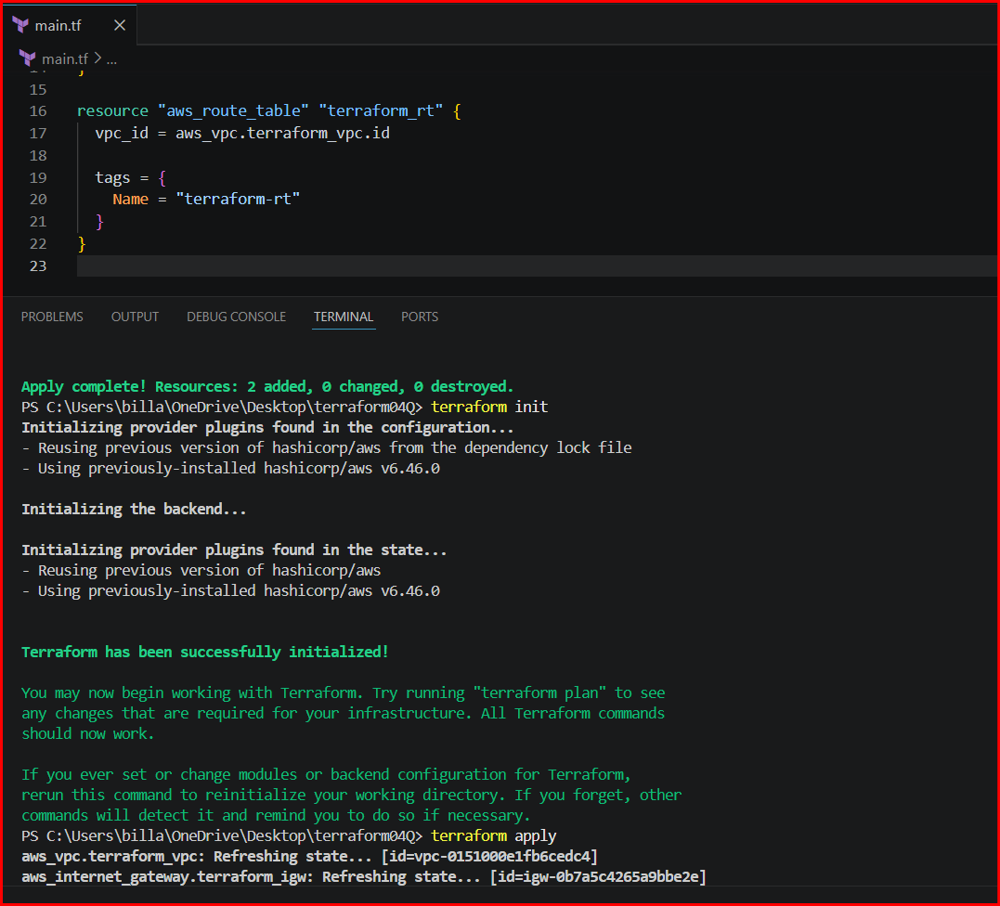 main.tf
main.tf > ...
15
16 resource "aws_route_table" "terraform_rt" {
17 vpc_id = aws_vpc.terraform_vpc.id
18
19 tags = {
20 Name = "terraform-rt"
21 }
22 }
23
PROBLEMS OUTPUT DEBUG CONSOLE TERMINAL PORTS
Apply complete! Resources: 2 added, 0 changed, 0 destroyed.
PS C:\Users\billa\OneDrive\Desktop\terraform04Q> terraform init
Initializing provider plugins found in the configuration...
- Reusing previous version of hashicorp/aws from the dependency lock file
- Using previously-installed hashicorp/aws v6.46.0
Initializing the backend...
Initializing provider plugins found in the state...
- Reusing previous version of hashicorp/aws
- Using previously-installed hashicorp/aws v6.46.0
Terraform has been successfully initialized!
You may now begin working with Terraform. Try running "terraform plan" to see
any changes that are required for your infrastructure. All Terraform commands
should now work.
If you ever set or change modules or backend configuration for Terraform,
rerun this command to reinitialize your working directory. If you forget, other
commands will detect it and remind you to do so if necessary.
PS C:\Users\billa\OneDrive\Desktop\terraform04Q> terraform apply
aws_vpc.terraform_vpc: Refreshing state... [id=vpc-0151000e1fb6cedc4]
aws_internet_gateway.terraform_igw: Refreshing state... [id=igw-0b7a5c4265a9bbe2e]